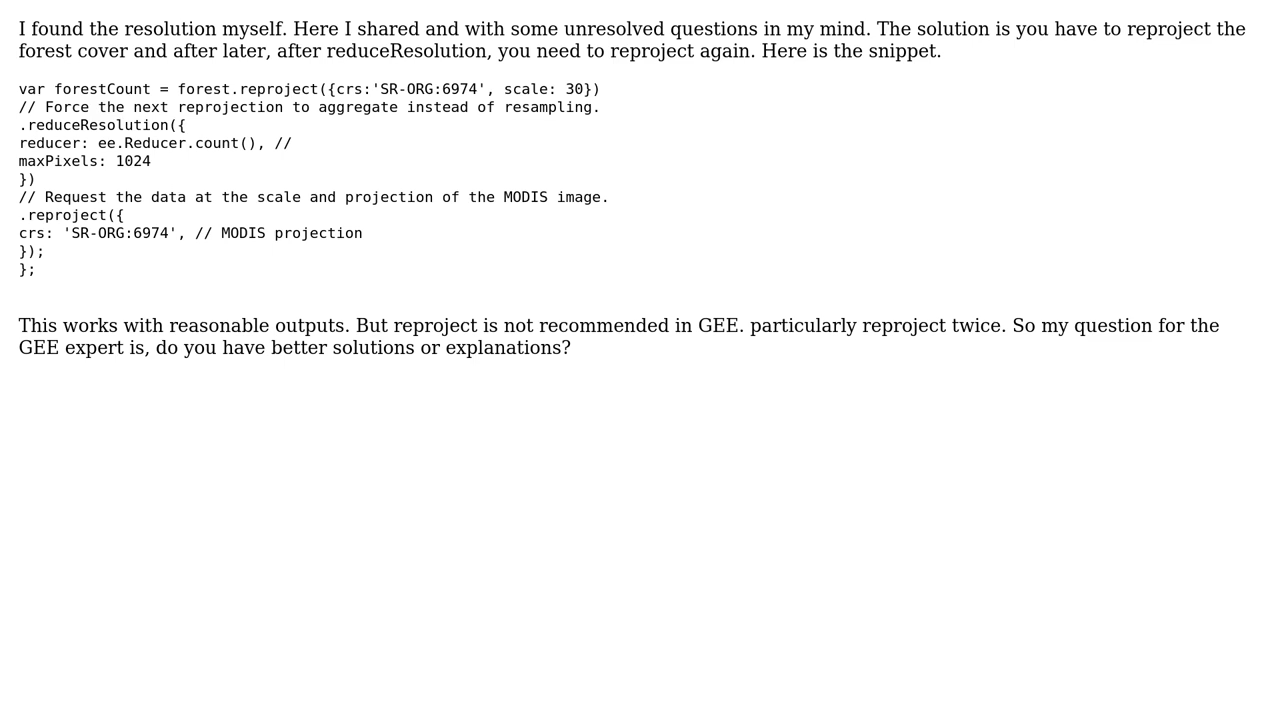 I found the resolution myself. Here I shared and with some unresolved questions in my mind. The solution is you have to reproject the
forest cover and after later, after reduceResolution, you need to reproject again. Here is the snippet.
var forestCount = forest.reproject({crs:'SR-ORG:6974', scale: 30})
// Force the next reprojection to aggregate instead of resampling.
.reduceResolution({
reducer: ee.Reducer.count(), //
maxPixels: 1024
})
// Request the data at the scale and projection of the MODIS image.
.reproject({
crs: 'SR-ORG:6974', // MODIS projection
});
};
This works with reasonable outputs. But reproject is not recommended in GEE. particularly reproject twice. So my question for the
GEE expert is, do you have better solutions or explanations?